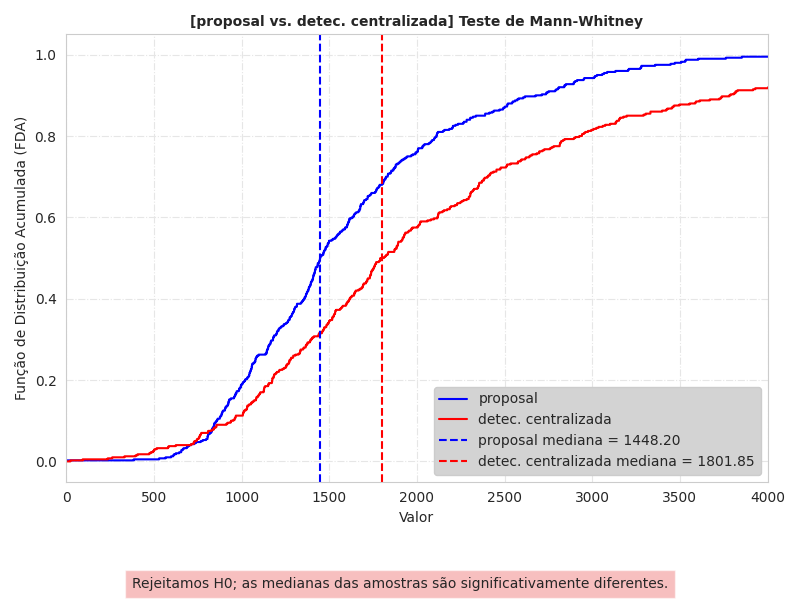 [proposal vs. detec. centralizada] Teste de Mann-Whitney
Função de Distribuição Acumulada (FDA)
1.0
0.8
0.6
0.4
0.2
0.0
0 500 1000 1500 2000 2500 3000 3500 4000
Valor
proposal
detec. centralizada
proposal mediana = 1448.20
detec. centralizada mediana = 1801.85
Rejeitamos H0; as medianas das amostras são significativamente diferentes.